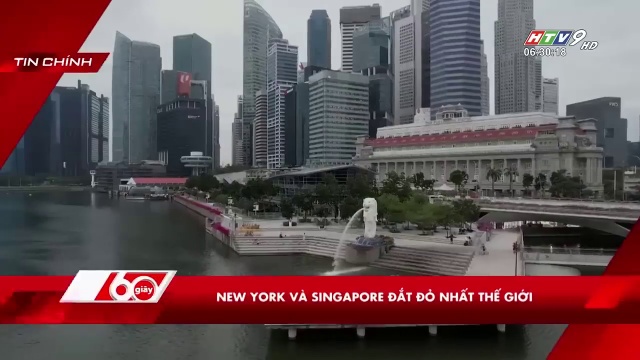 TIN CHÍNH
HTV9 HD
06:30:18
60 giây
NEW YORK VÀ SINGAPORE ĐẮT ĐỎ NHẤT THẾ GIỚI